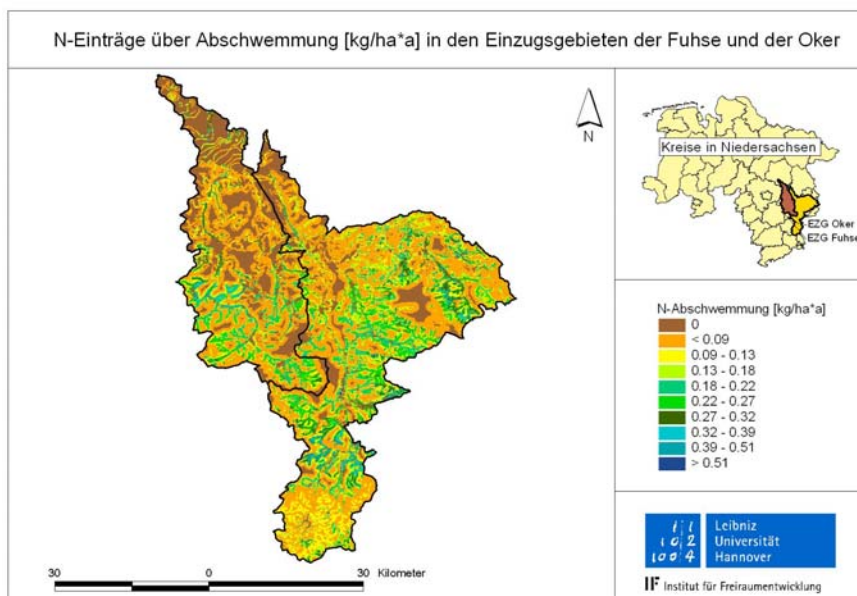 N-Einträge über Abschwemmung [kg/ha*a] in den Einzugsgebieten der Fuhse und der Oker
N
Kreise in Niedersachsen
EZG Oker
EZG Fuhse
N-Abschwemmung [kg/ha*a]
0
< 0.09
0.09 - 0.13
0.13 - 0.18
0.18 - 0.22
0.22 - 0.27
0.27 - 0.32
0.32 - 0.39
0.39 - 0.51
> 0.51
30 0 30 Kilometer
11
102
1004
Leibniz
Universität
Hannover
IF Institut für Freiraumentwicklung